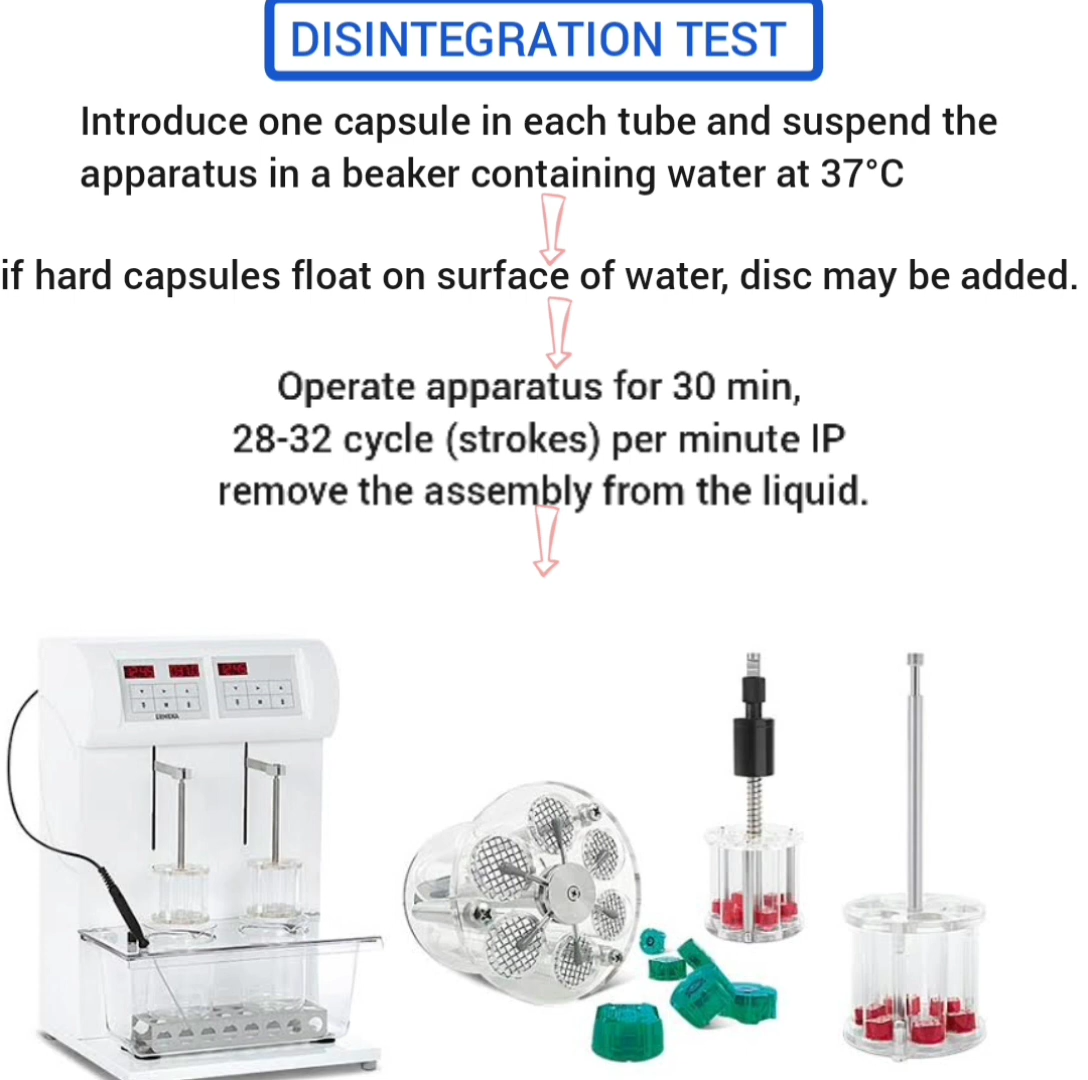 DISINTEGRATION TEST
Introduce one capsule in each tube and suspend the
apparatus in a beaker containing water at 37°C
if hard capsules float on surface of water, disc may be added.
Operate apparatus for 30 min,
28-32 cycle (strokes) per minute IP
remove the assembly from the liquid.